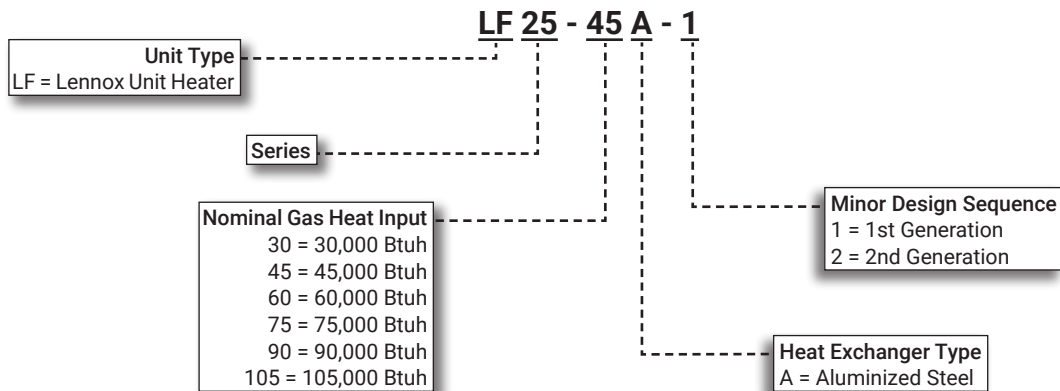 LF 25 - 45 A - 1
Unit Type
LF = Lennox Unit Heater
Series
Nominal Gas Heat Input
30 = 30,000 Btuh
45 = 45,000 Btuh
60 = 60,000 Btuh
75 = 75,000 Btuh
90 = 90,000 Btuh
105 = 105,000 Btuh
Minor Design Sequence
1 = 1st Generation
2 = 2nd Generation
Heat Exchanger Type
A = Aluminized Steel